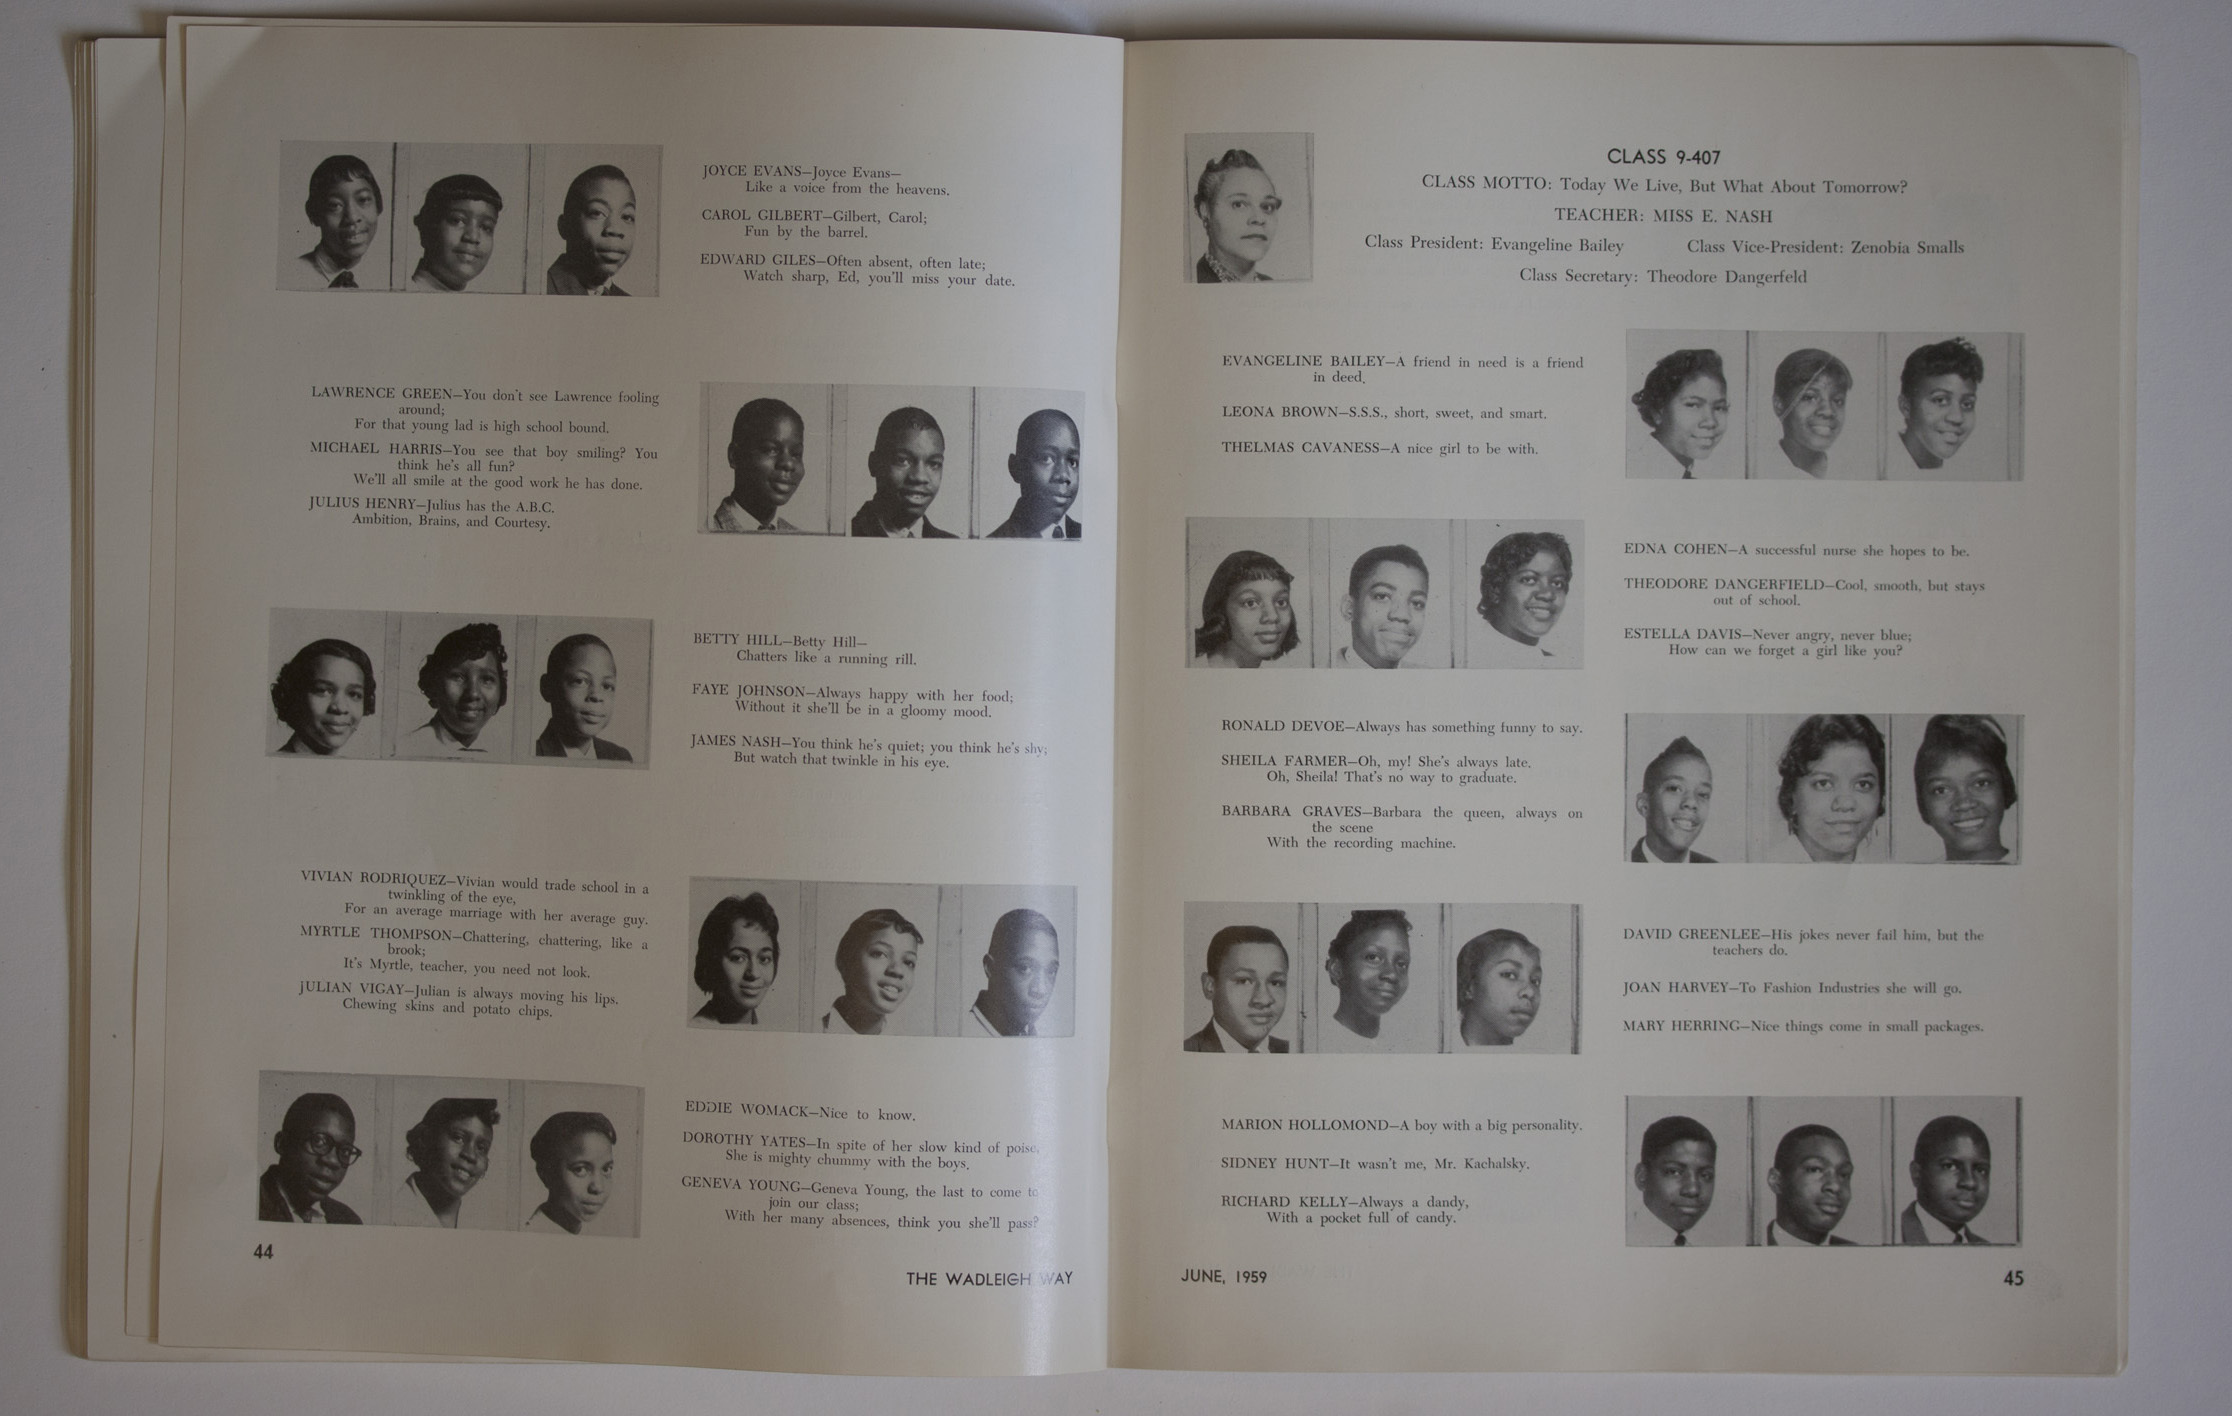 JOYCE EVANS—Joyce Evans—
Like a voice from the heavens.
CAROL GILBERT—Gilbert, Carol;
Fun by the barrel.
EDWARD GILES—Often absent, often late;
Watch sharp, Ed, you'll miss your date.
LAWRENCE GREEN—You don't see Lawrence fooling
around;
For that young lad is high school bound.
MICHAEL HARRIS—You see that boy smiling? You
think he's all fun?
We'll all smile at the good work he has done.
JULIUS HENRY—Julius has the A.B.C.
Ambition, Brains, and Courtesy.
BETTY HILL—Betty Hill—
Chatters like a running rill.
FAYE JOHNSON—Always happy with her food;
Without it she'll be in a gloomy mood.
JAMES NASH—You think he's quiet; you think he's shy;
But watch that twinkle in his eye.
VIVIAN RODRIQUEZ—Vivian would trade school in a
twinkling of the eye,
For an average marriage with her average guy.
MYRTLE THOMPSON—Chattering, chattering, like a
brook;
It's Myrtle, teacher, you need not look.
JULIAN VIGAY—Julian is always moving his lips.
Chewing skins and potato chips.
EDDIE WOMACK—Nice to know.
DOROTHY YATES—In spite of her slow kind of poise,
She is mighty chummy with the boys.
GENEVA YOUNG—Geneva Young, the last to come to
join our class;
With her many absences, think you she'll pass?
44
THE WADLEIGH WAY
CLASS 9-407
CLASS MOTTO: Today We Live, But What About Tomorrow?
TEACHER: MISS E. NASH
Class President: Evangeline Bailey Class Vice-President: Zenobia Smalls
Class Secretary: Theodore Dangerfeld
EVANGELINE BAILEY—A friend in need is a friend
in deed.
LEONA BROWN—S.S.S., short, sweet, and smart.
THELMAS CAVANESS—A nice girl to be with.
EDNA COHEN—A successful nurse she hopes to be.
THEODORE DANGERFIELD—Cool, smooth, but stays
out of school.
ESTELLA DAVIS—Never angry, never blue;
How can we forget a girl like you?
RONALD DEVOE—Always has something funny to say.
SHEILA FARMER—Oh, my! She's always late.
Oh, Sheila! That's no way to graduate.
BARBARA GRAVES—Barbara the queen, always on
the scene
With the recording machine.
DAVID GREENLEE—His jokes never fail him, but the
teachers do.
JOAN HARVEY—To Fashion Industries she will go.
MARY HERRING—Nice things come in small packages.
MARION HOLLOMOND—A boy with a big personality.
SIDNEY HUNT—It wasn't me, Mr. Kachalsky.
RICHARD KELLY—Always a dandy,
With a pocket full of candy.
JUNE, 1959
45